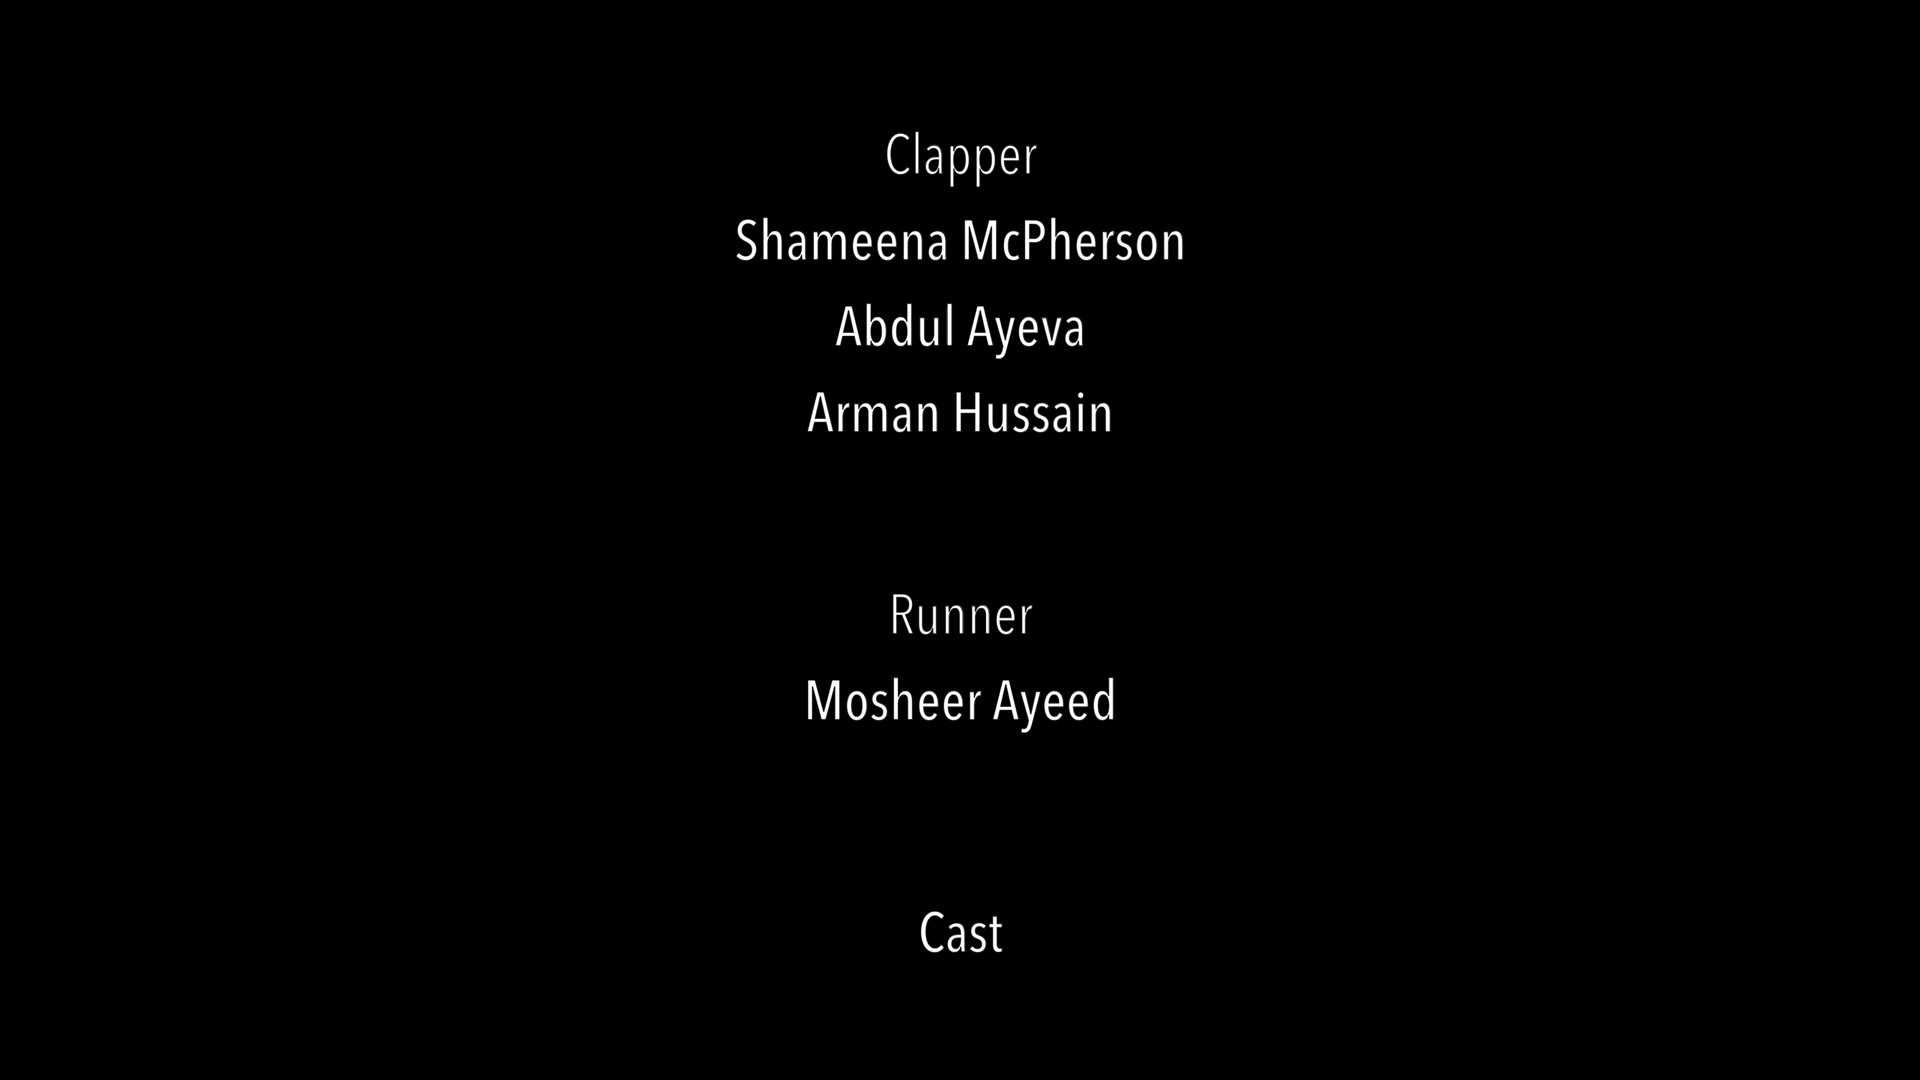 Clapper
Shameena McPherson
Abdul Ayeva
Arman Hussain
Runner
Mosheer Ayeed
Cast